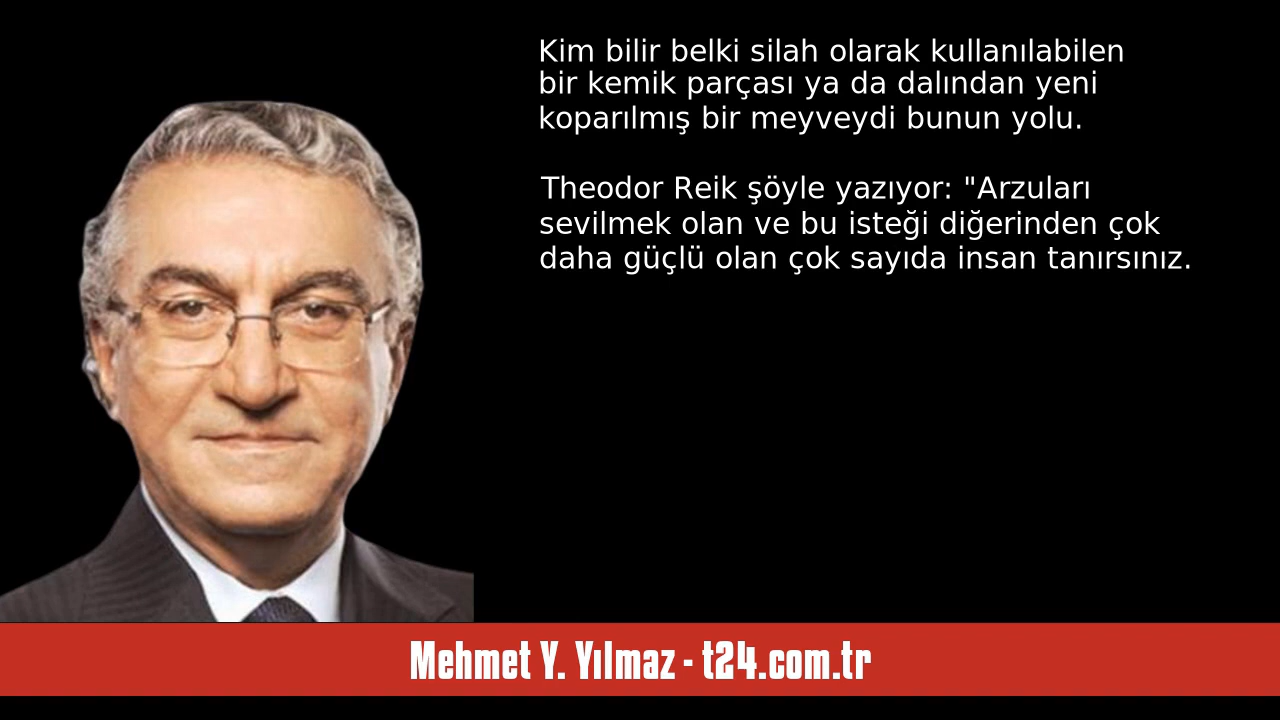 Kim bilir belki silah olarak kullanılabilen
bir kemik parçası ya da dalından yeni
koparılmış bir meyveydi bunun yolu.
Theodor Reik şöyle yazıyor: "Arzuları
sevilmek olan ve bu isteği diğerinden çok
daha güçlü olan çok sayıda insan tanırsınız.
Mehmet Y. Yılmaz - t24.com.tr